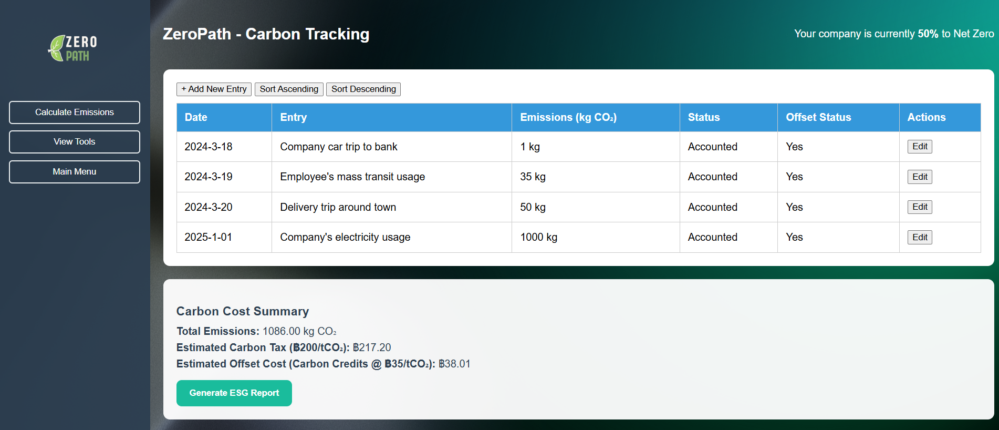 ZERO
PATH
Calculate Emissions
View Tools
Main Menu
ZeroPath - Carbon Tracking
Your company is currently 50% to Net Zero
+ Add New Entry Sort Ascending Sort Descending
Date Entry Emissions (kg CO₂) Status Offset Status Actions
2024-3-18 Company car trip to bank 1 kg Accounted Yes Edit
2024-3-19 Employee's mass transit usage 35 kg Accounted Yes Edit
2024-3-20 Delivery trip around town 50 kg Accounted Yes Edit
2025-1-01 Company's electricity usage 1000 kg Accounted Yes Edit
Carbon Cost Summary
Total Emissions: 1086.00 kg CO₂
Estimated Carbon Tax (฿200/tCO₂): ฿217.20
Estimated Offset Cost (Carbon Credits @ ฿35/tCO₂): ฿38.01
Generate ESG Report